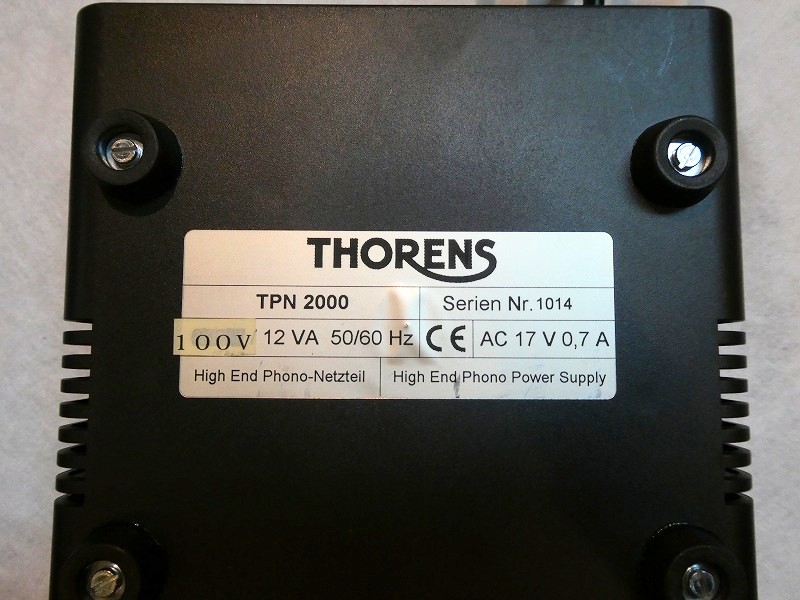 THORENS
TPN 2000 Serien Nr. 1014
100V / 12 VA 50/60 Hz CE AC 17 V 0,7 A
High End Phono-Netzteil High End Phono Power Supply